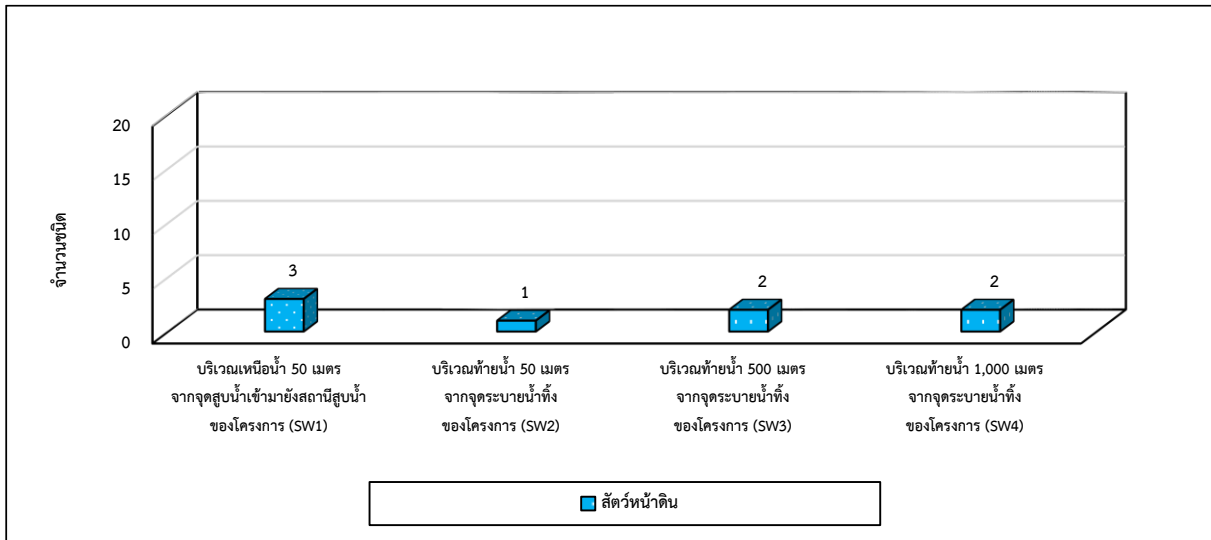 20
15
10
5
0
จำนวนชนิด
3
1
2
2
บริเวณเหนือน้ำ 50 เมตร
จากจุดสูบน้ำเข้ามายังสถานีสูบน้ำ
ของโครงการ (SW1)
บริเวณท้ายน้ำ 50 เมตร
จากจุดระบายน้ำทิ้ง
ของโครงการ (SW2)
บริเวณท้ายน้ำ 500 เมตร
จากจุดระบายน้ำทิ้ง
ของโครงการ (SW3)
บริเวณท้ายน้ำ 1,000 เมตร
จากจุดระบายน้ำทิ้ง
ของโครงการ (SW4)
สัตว์หน้าดิน